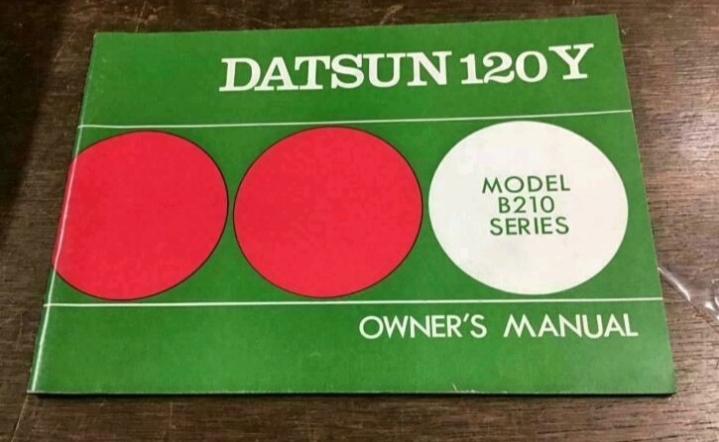 DATSUN 120Y
MODEL
B210
SERIES
OWNER'S MANUAL